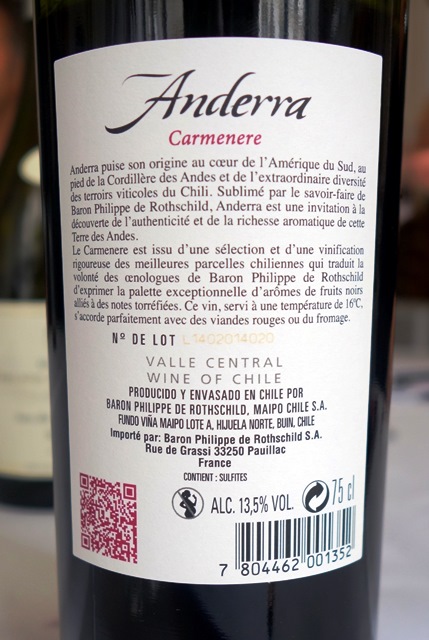 Anderra
Carmenere
Anderra puise son origine au cœur de l'Amérique du Sud, au
pied de la Cordillère des Andes et de l'extraordinaire diversité
des terroirs viticoles du Chili. Sublimé par le savoir-faire de
Baron Philippe de Rothschild, Anderra est une invitation à la
découverte de l'authenticité et de la richesse aromatique de cette
Terre des Andes.
Le Carmenere est issu d'une sélection et d'une vinification
rigoureuse des meilleures parcelles chiliennes qui traduit la
volonté des œnologues de Baron Philippe de Rothschild
d'exprimer la palette exceptionnelle d'arômes de fruits noirs
alliés à des notes torréfiées. Ce vin, servi à une température de 16°C,
s'accorde parfaitement avec des viandes rouges ou du fromage.
Nº DE LOT L1402014020
VALLE CENTRAL
WINE OF CHILE
PRODUCIDO Y ENVASADO EN CHILE POR
BARON PHILIPPE DE ROTHSCHILD, MAIPO CHILE S.A.
FUNDO VIÑA MAIPO LOTE A, HIJUELA NORTE, BUIN, CHILE
Importé par: Baron Philippe de Rothschild S.A.
Rue de Grassi 33250 Pauillac
France
CONTIENT : SULFITES
ALC. 13,5% VOL.
75 cl
7 804462 001352